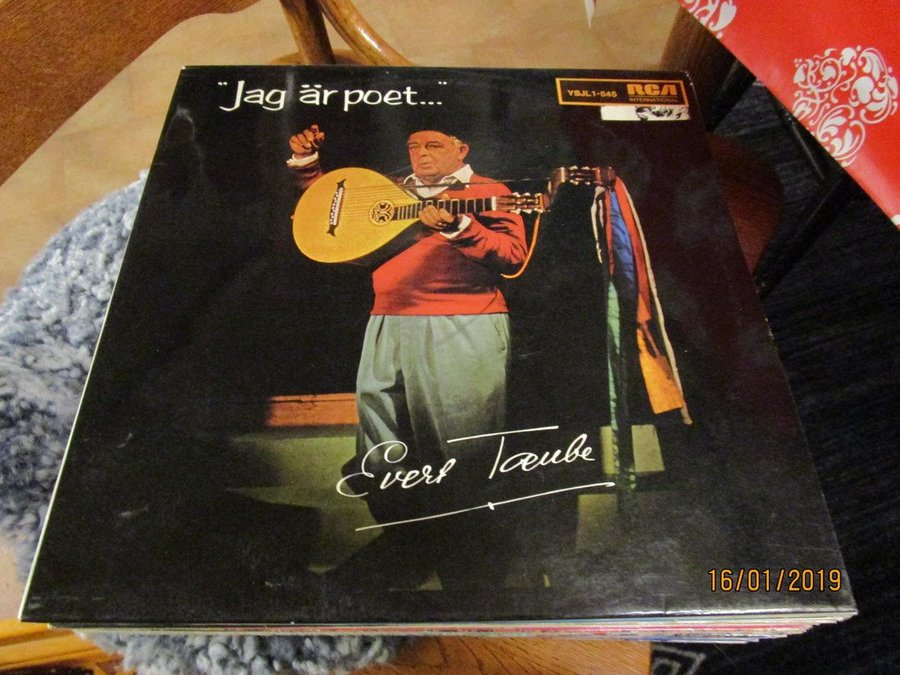 "Jag är poet..."
YSJL1-545 RCA
INTERNATIONAL
Evert Taube
16/01/2019